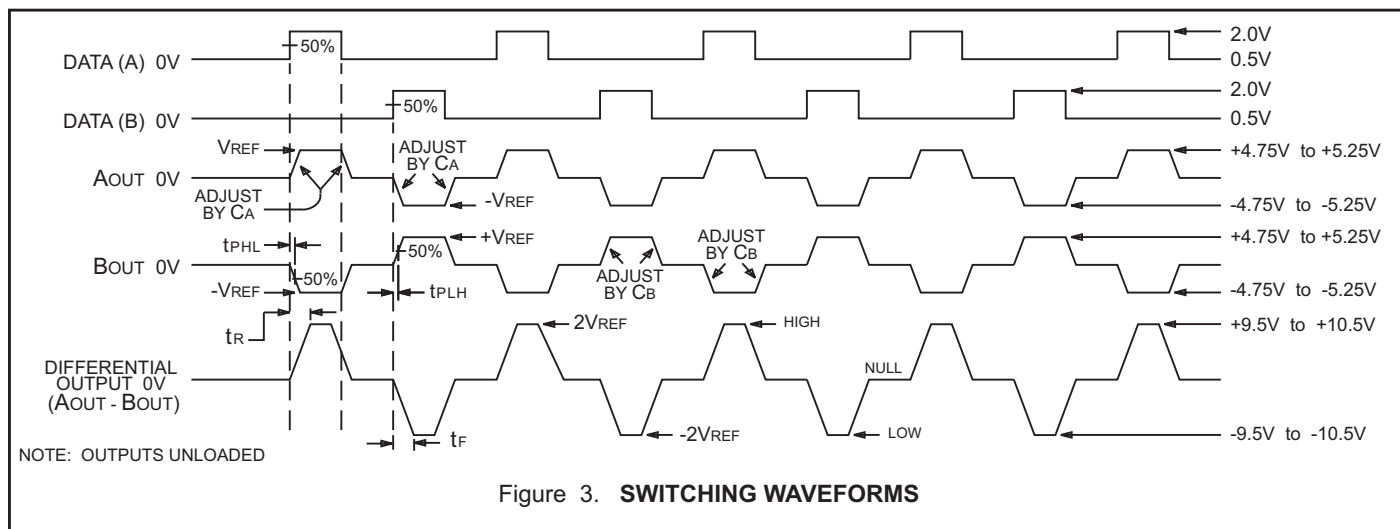 2.0V
50%
DATA (A) 0V
0.5V
2.0V
50%
DATA (B) 0V
0.5V
VREF
ADJUST
BY CA
+4.75V to +5.25V
AOUT 0V
ADJUST
BY CA
-VREF
-4.75V to -5.25V
tPHL
+VREF
ADJUST
BY CB
+4.75V to +5.25V
50%
BOUT 0V
50%
ADJUST
BY CB
-VREF
tPLH
-4.75V to -5.25V
tR
2VREF
HIGH
+9.5V to +10.5V
DIFFERENTIAL
OUTPUT 0V
(AOUT - BOUT)
NULL
tF
-2VREF
LOW
-9.5V to -10.5V
NOTE: OUTPUTS UNLOADED
Figure 3. SWITCHING WAVEFORMS